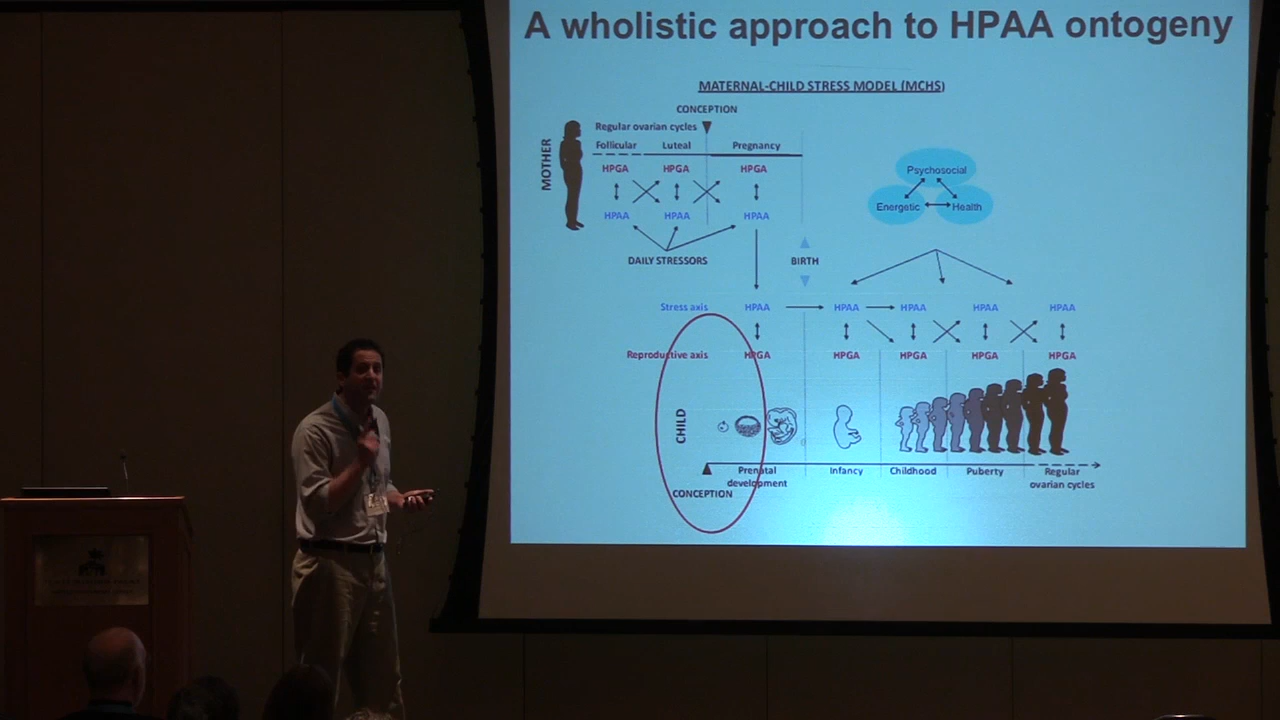 A wholistic approach to HPAA ontogeny
MATERNAL-CHILD STRESS MODEL (MCHS)
CONCEPTION
Regular ovarian cycles
Follicular Luteal Pregnancy
MOTHER
HPGA HPGA HPGA
HPAA HPAA HPAA
DAILY STRESSORS
BIRTH
Psychosocial
Energetic Health
Stress axis HPAA HPAA HPAA HPAA HPAA
Reproductive axis HPGA HPGA HPGA HPGA HPGA
CHILD
Prenatal development
Infancy Childhood Puberty
Regular ovarian cycles
CONCEPTION